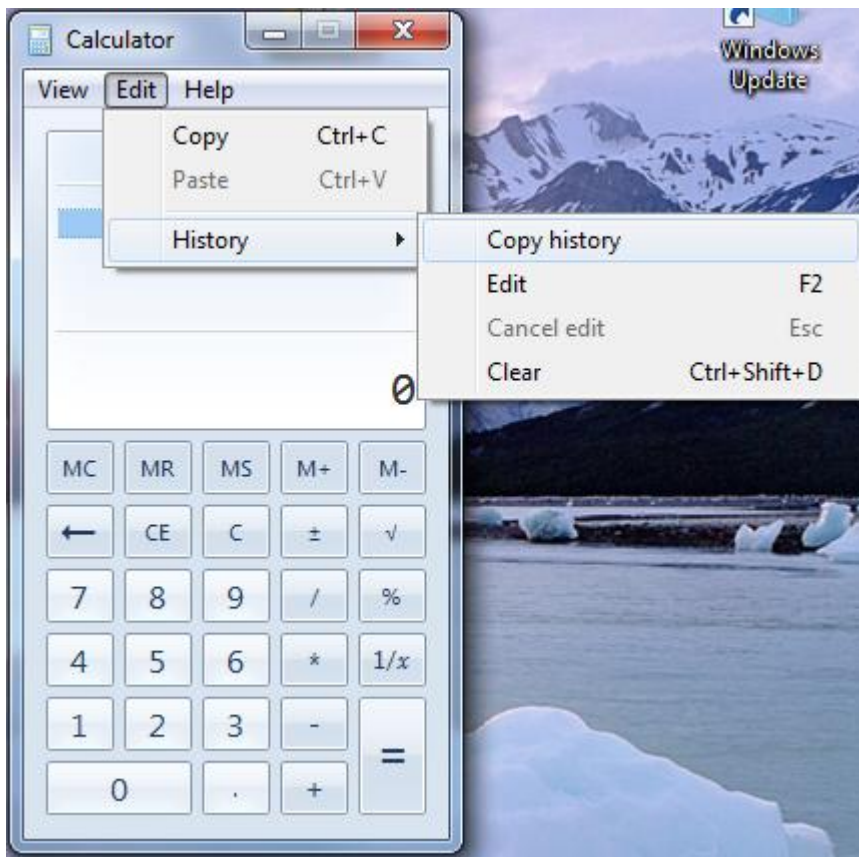 Calculator
Windows
Update
View Edit Help
Copy Ctrl+C
Paste Ctrl+V
History
Copy history
Edit F2
Cancel edit Esc
Clear Ctrl+Shift+D
0
MC MR MS M+ M-
← CE C ± √
7 8 9 / %
4 5 6 * 1/x
1 2 3 -
=
0 . +